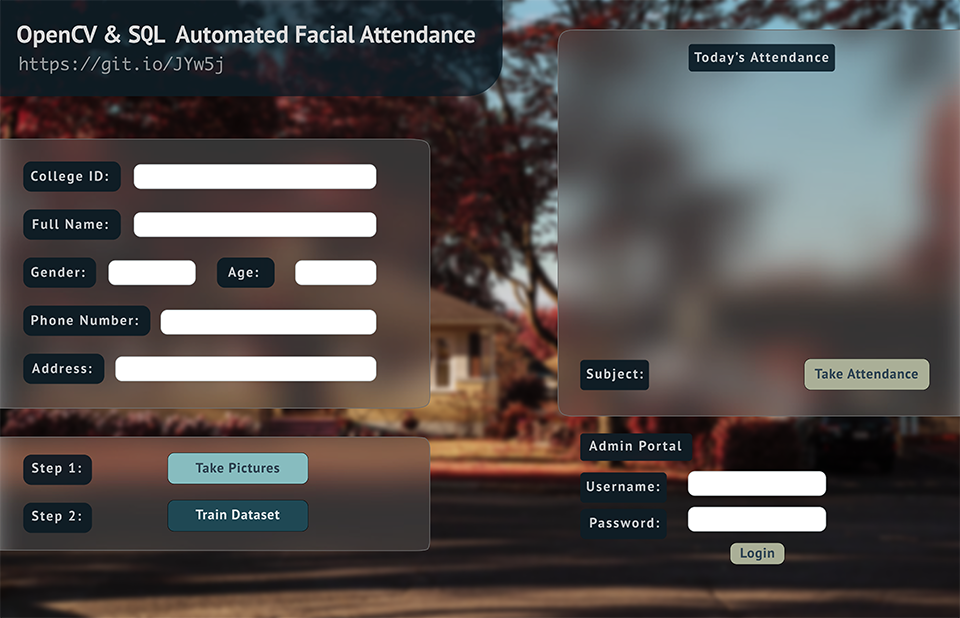 OpenCV & SQL Automated Facial Attendance
https://git.io/JYw5j
College ID:
Full Name:
Gender: Age:
Phone Number:
Address:
Step 1: Take Pictures
Step 2: Train Dataset
Today's Attendance
Subject: Take Attendance
Admin Portal
Username:
Password:
Login